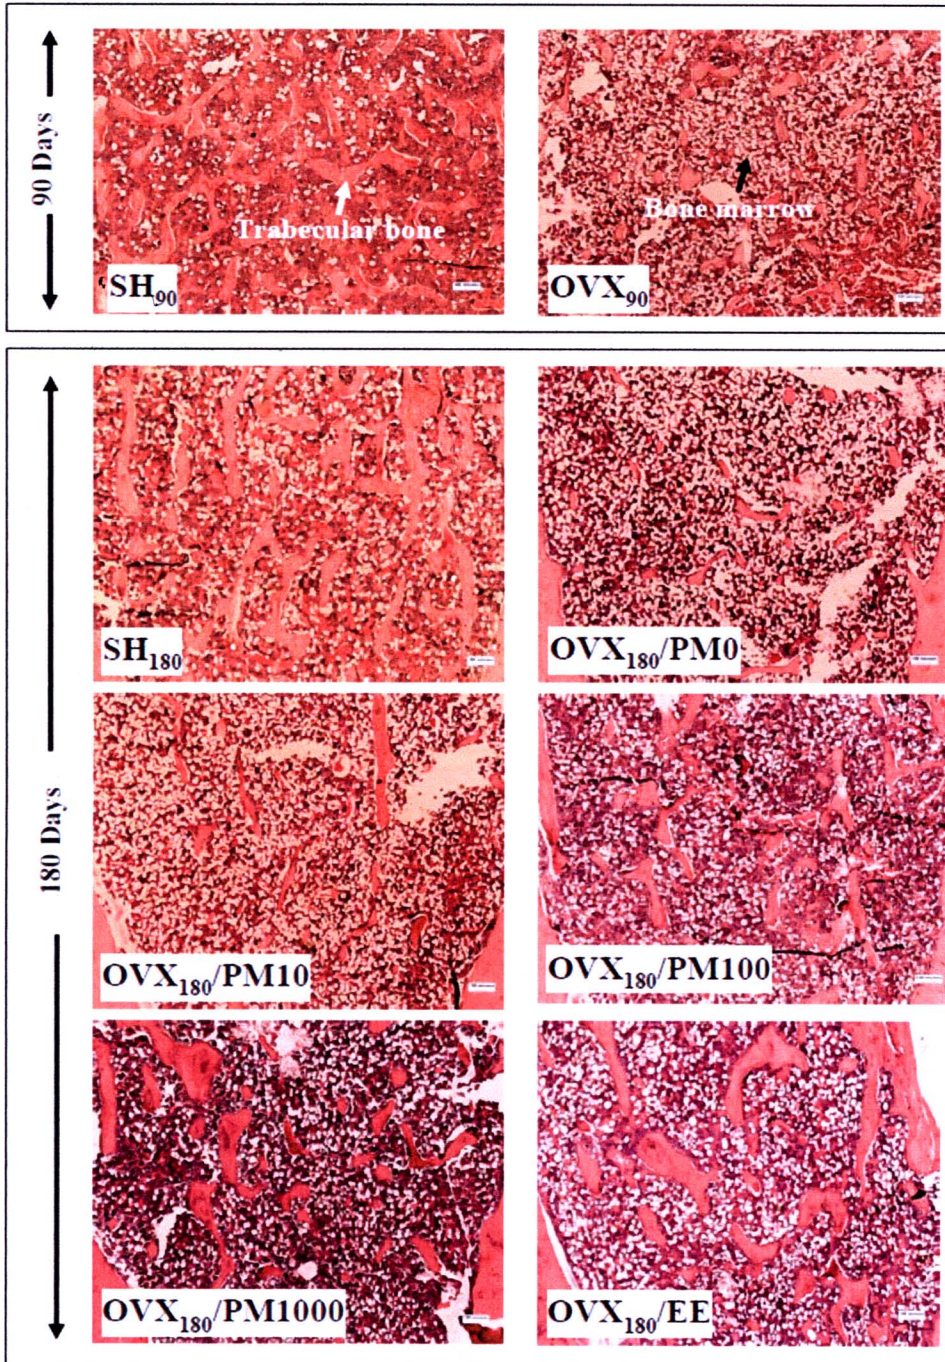 90 Days
Trabecular bone
SH90
Bone marrow
OVX90
180 Days
SH180
OVX180/PM0
OVX180/PM10
OVX180/PM100
OVX180/PM1000
OVX180/EE